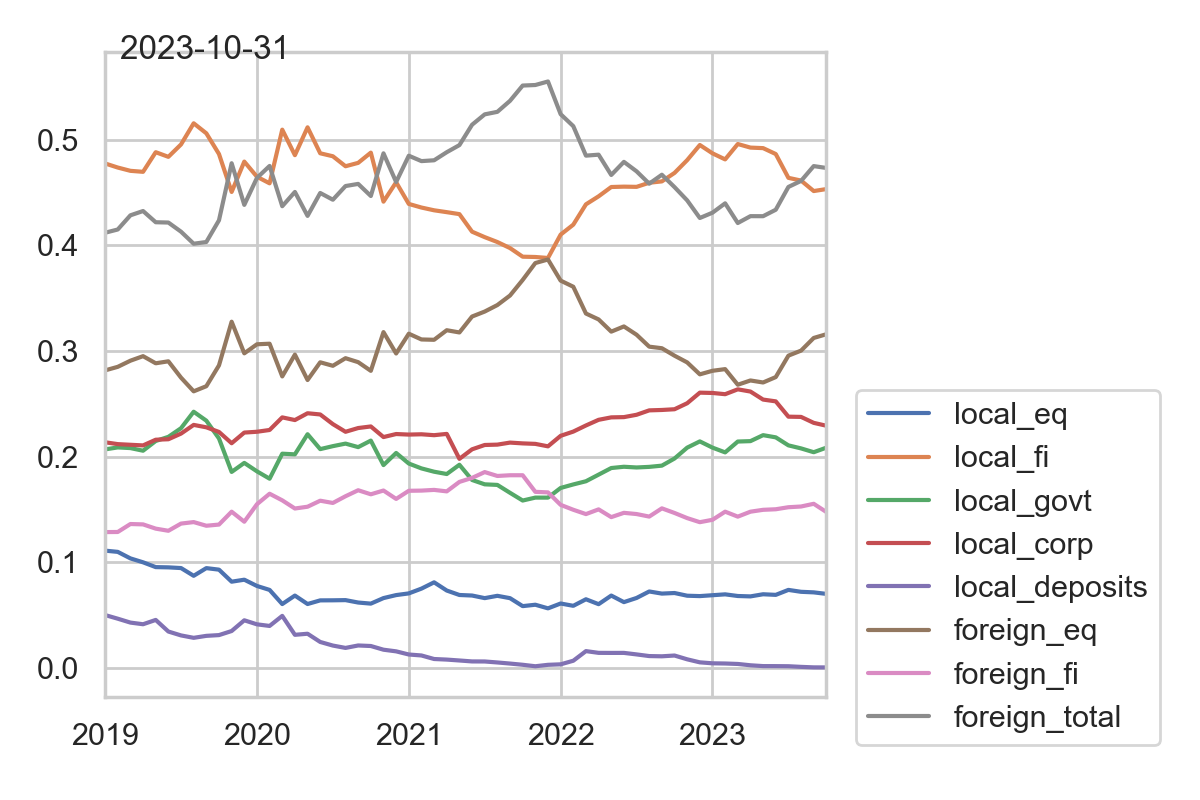 2023-10-31
0.5
0.4
0.3
0.2
0.1
0.0
2019 2020 2021 2022 2023
local_eq
local_fi
local_govt
local_corp
local_deposits
foreign_eq
foreign_fi
foreign_total